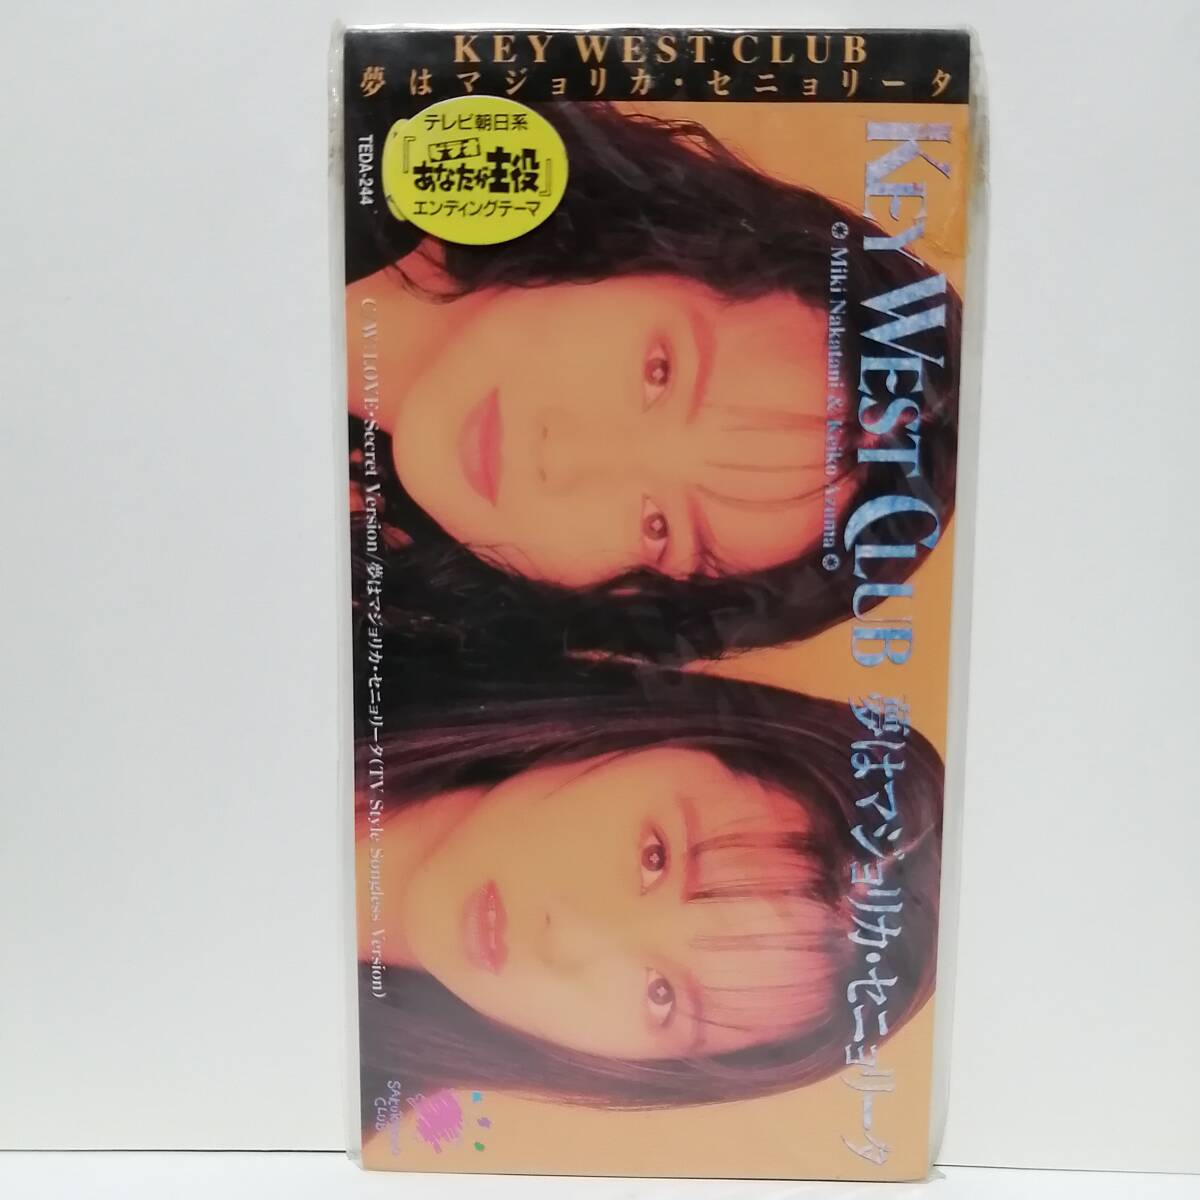 KEY WEST CLUB
夢はマジョリカ・セニョリータ
テレビ朝日系
『ビデオ
あなたが主役』
エンディングテーマ
TEDA-244
KEY WEST CLUB 夢はマジョリカ・セニョリータ
Miki Nakatani & Keiko Azuma
C/W:LOVE・Secret Version/夢はマジョリカ・セニョリータ(TV Style Songless Version)
CLUB